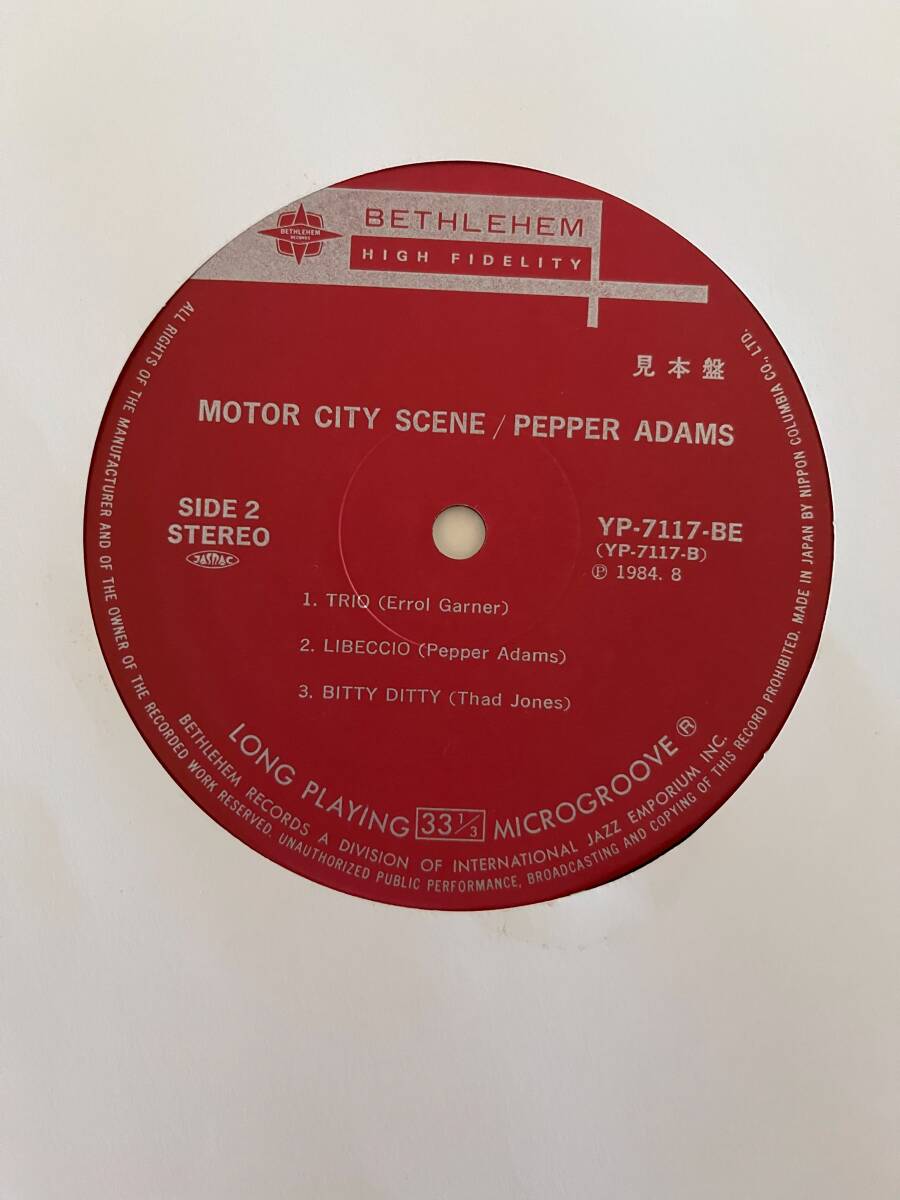 BETHLEHEM
RECORDS
BETHLEHEM
HIGH FIDELITY
見本盤
MOTOR CITY SCENE / PEPPER ADAMS
SIDE 2
STEREO
JASRAC
YP-7117-BE
(YP-7117-B)
Ⓟ 1984. 8
1. TRIO (Errol Garner)
2. LIBECCIO (Pepper Adams)
3. BITTY DITTY (Thad Jones)
LONG PLAYING 33 1/3 MICROGROOVE ®
BETHLEHEM RECORDS A DIVISION OF INTERNATIONAL JAZZ EMPORIUM INC.
ALL RIGHTS OF THE MANUFACTURER AND OF THE OWNER OF THE RECORDED WORK RESERVED. UNAUTHORIZED PUBLIC PERFORMANCE, BROADCASTING AND COPYING OF THIS RECORD PROHIBITED. MADE IN JAPAN BY NIPPON COLUMBIA CO., LTD.